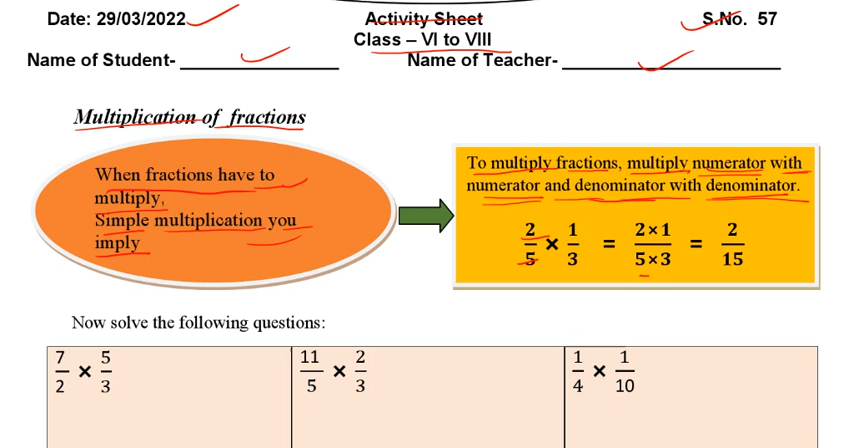 Date: 29/03/2022 Activity Sheet S.No. 57
Class – VI to VIII
Name of Student- ____________ Name of Teacher- ____________
Multiplication of fractions
When fractions have to
multiply,
Simple multiplication you
imply
To multiply fractions, multiply numerator with
numerator and denominator with denominator.
2/5 × 1/3 = 2×1/5×3 = 2/15
Now solve the following questions:
7/2 × 5/3 11/5 × 2/3 1/4 × 1/10